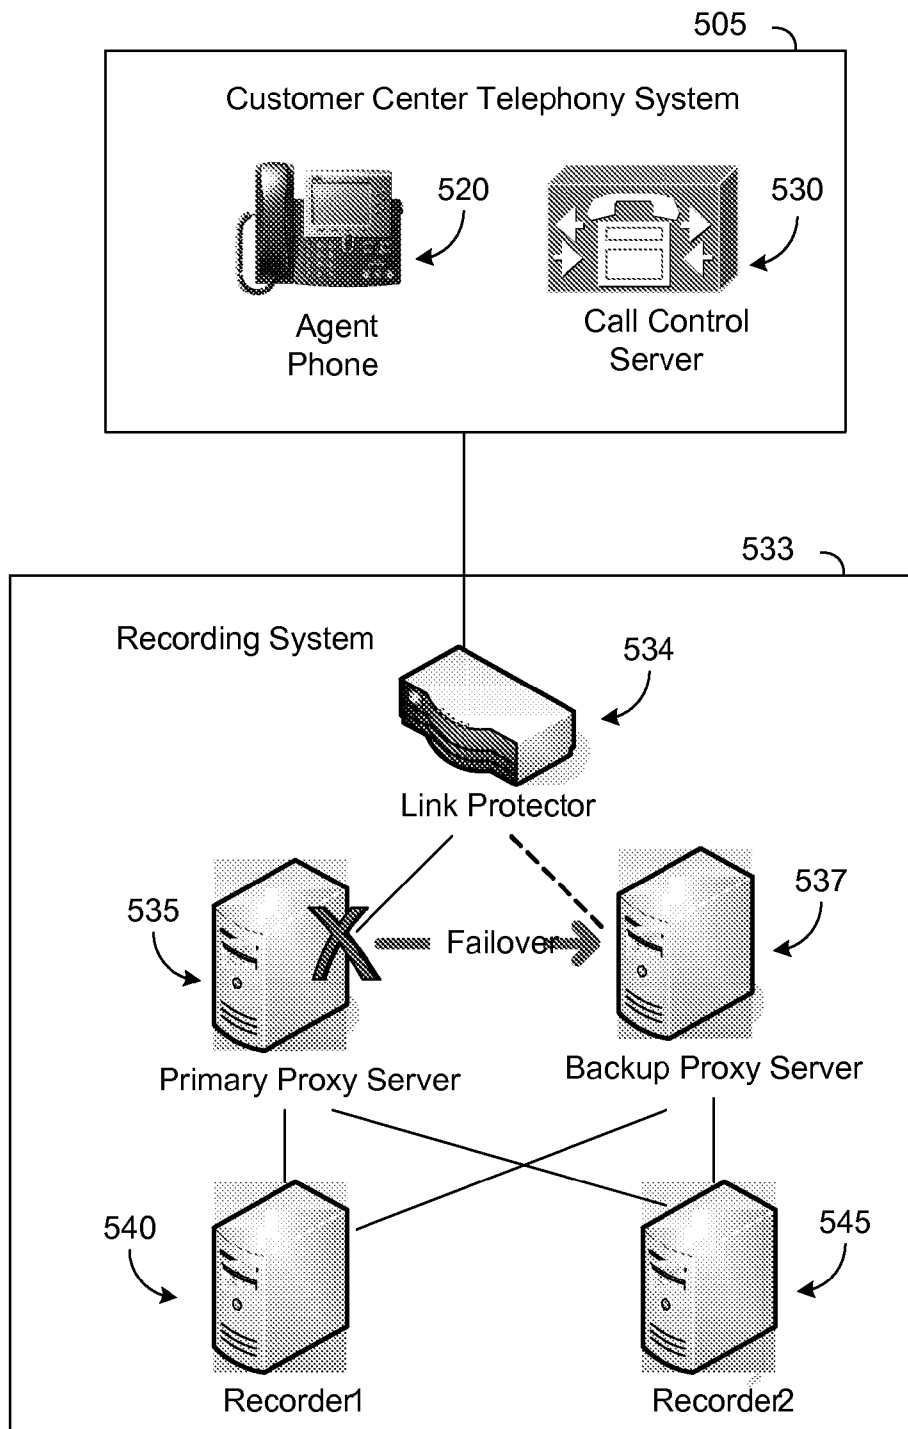 505
Customer Center Telephony System
520
530
Agent
Phone
Call Control
Server
533
Recording System
534
Link Protector
535
Failover
537
Primary Proxy Server
Backup Proxy Server
540
545
Recorder1
Recorder2